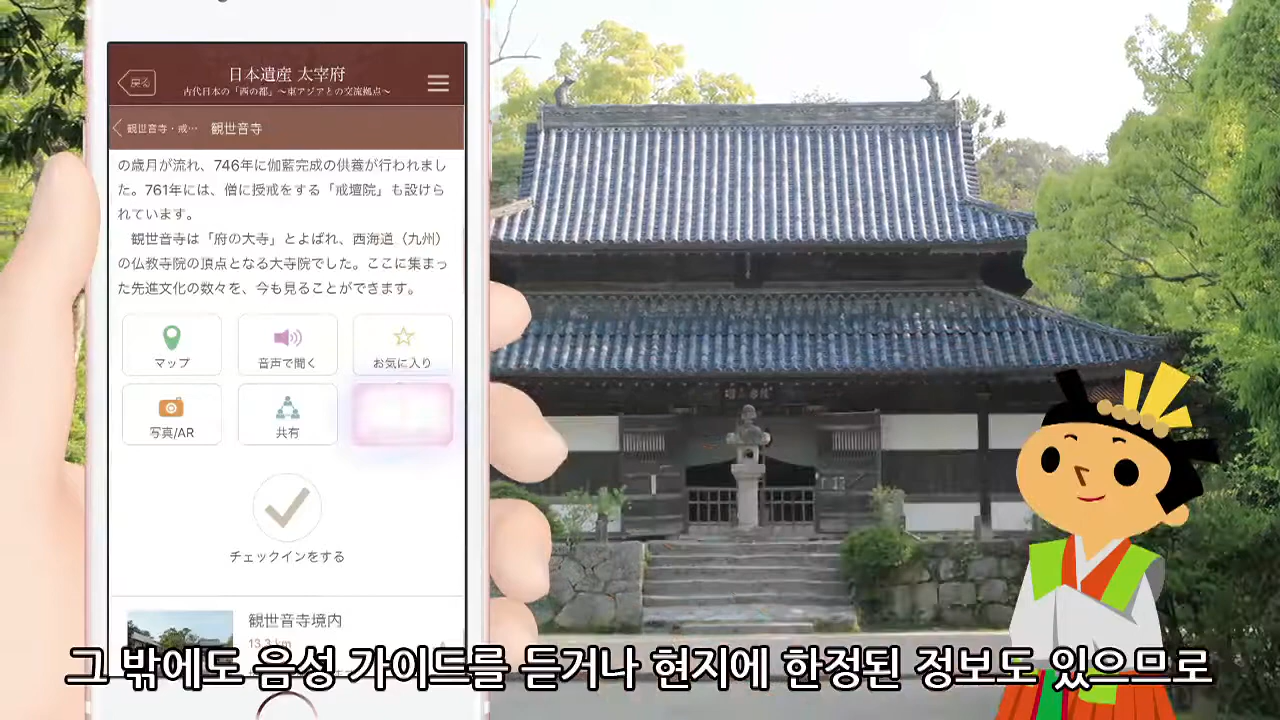 戻る
日本遺産 太宰府
古代日本の「西の都」～東アジアとの交流拠点～
観世音寺・戒… 観世音寺
の歳月が流れ、746年に伽藍完成の供養が行われまし
た。761年には、僧に授戒をする「戒壇院」も設けら
れています。
観世音寺は「府の大寺」とよばれ、西海道（九州）
の仏教寺院の頂点となる大寺院でした。ここに集まっ
た先進文化の数々を、今も見ることができます。
マップ 音声で聞く お気に入り
写真/AR 共有
チェックインをする
観世音寺境内
13.3 km
그 밖에도 음성 가이드를 듣거나 현지에 한정된 정보도 있으므로